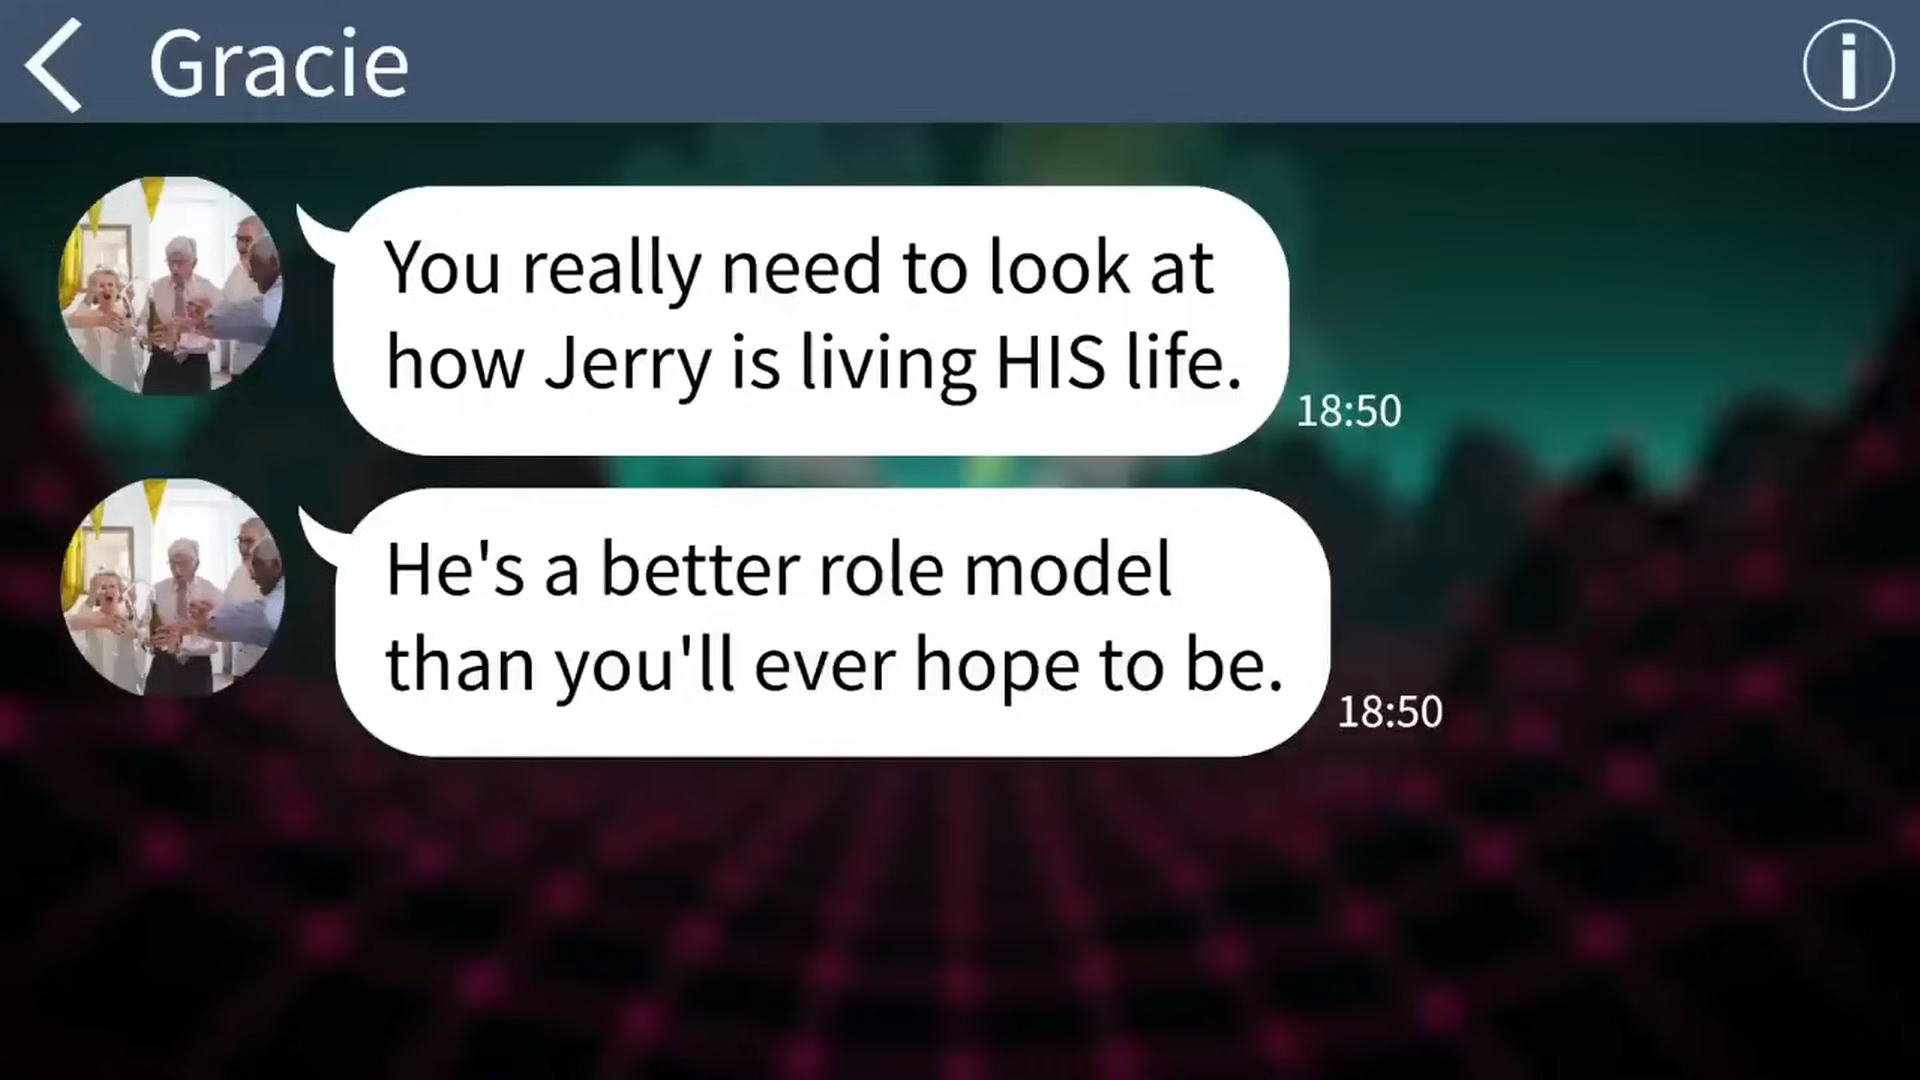 Gracie
You really need to look at
how Jerry is living HIS life.
18:50
He's a better role model
than you'll ever hope to be.
18:50